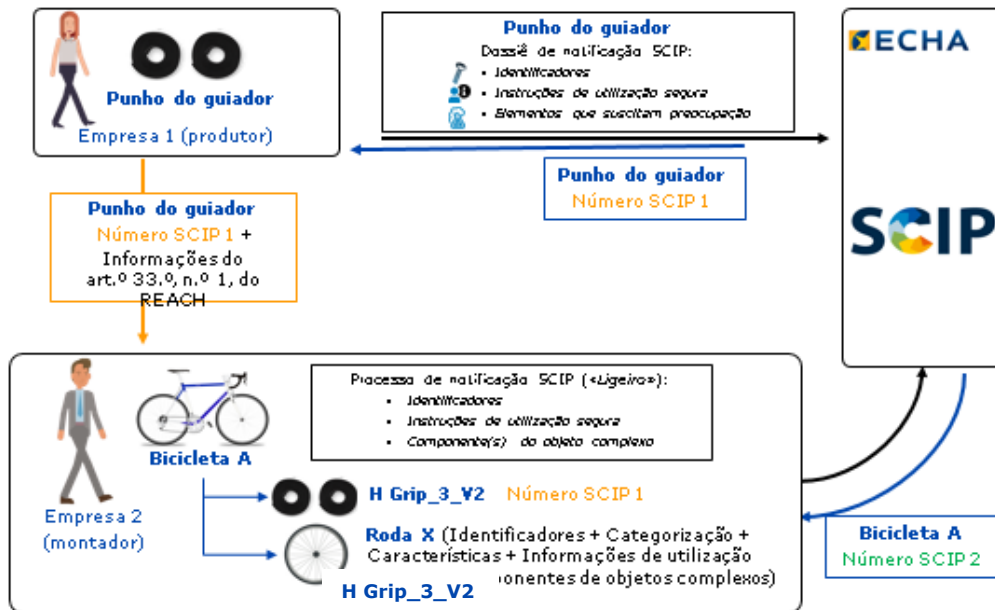 Punho do guiador
Empresa 1 (produtor)
Punho do guiador
Dossiê de notificação SCIP:
• Identificadores
• Instruções de utilização segura
• Elementos que suscitam preocupação
ECHA
SCIP
Punho do guiador
Número SCIP 1
Punho do guiador
Número SCIP 1 +
Informações do
art.º 33.º, n.º 1, do
REACH
Processo de notificação SCIP («Ligeiro»):
• Identificadores
• Instruções de utilização segura
• Componente(s) do objeto complexo
Bicicleta A
Empresa 2
(montador)
H Grip_3_V2 Número SCIP 1
Roda X (Identificadores + Categorização +
Características + Informações de utilização
onentes de objetos complexos)
H Grip_3_V2
Bicicleta A
Número SCIP 2